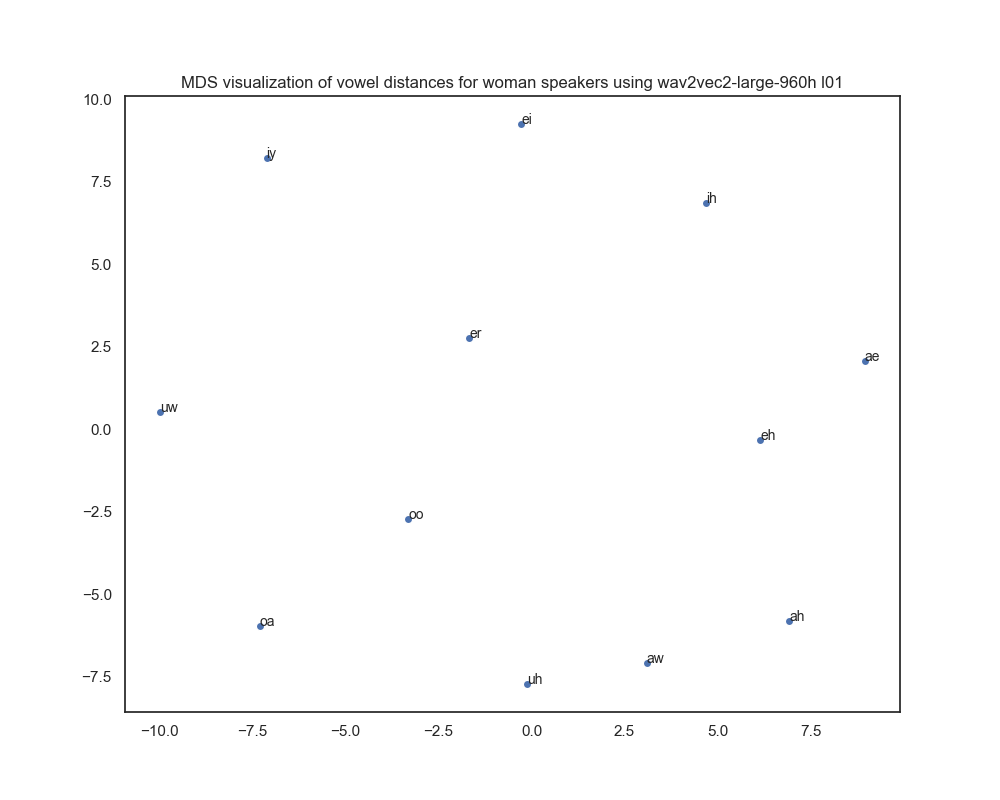 MDS visualization of vowel distances for woman speakers using wav2vec2-large-960h l01
10.0
ei
iy
7.5
ih
5.0
er
2.5
ae
uw
0.0
eh
−2.5
oo
−5.0
oa
ah
aw
−7.5
uh
−10.0 −7.5 −5.0 −2.5 0.0 2.5 5.0 7.5